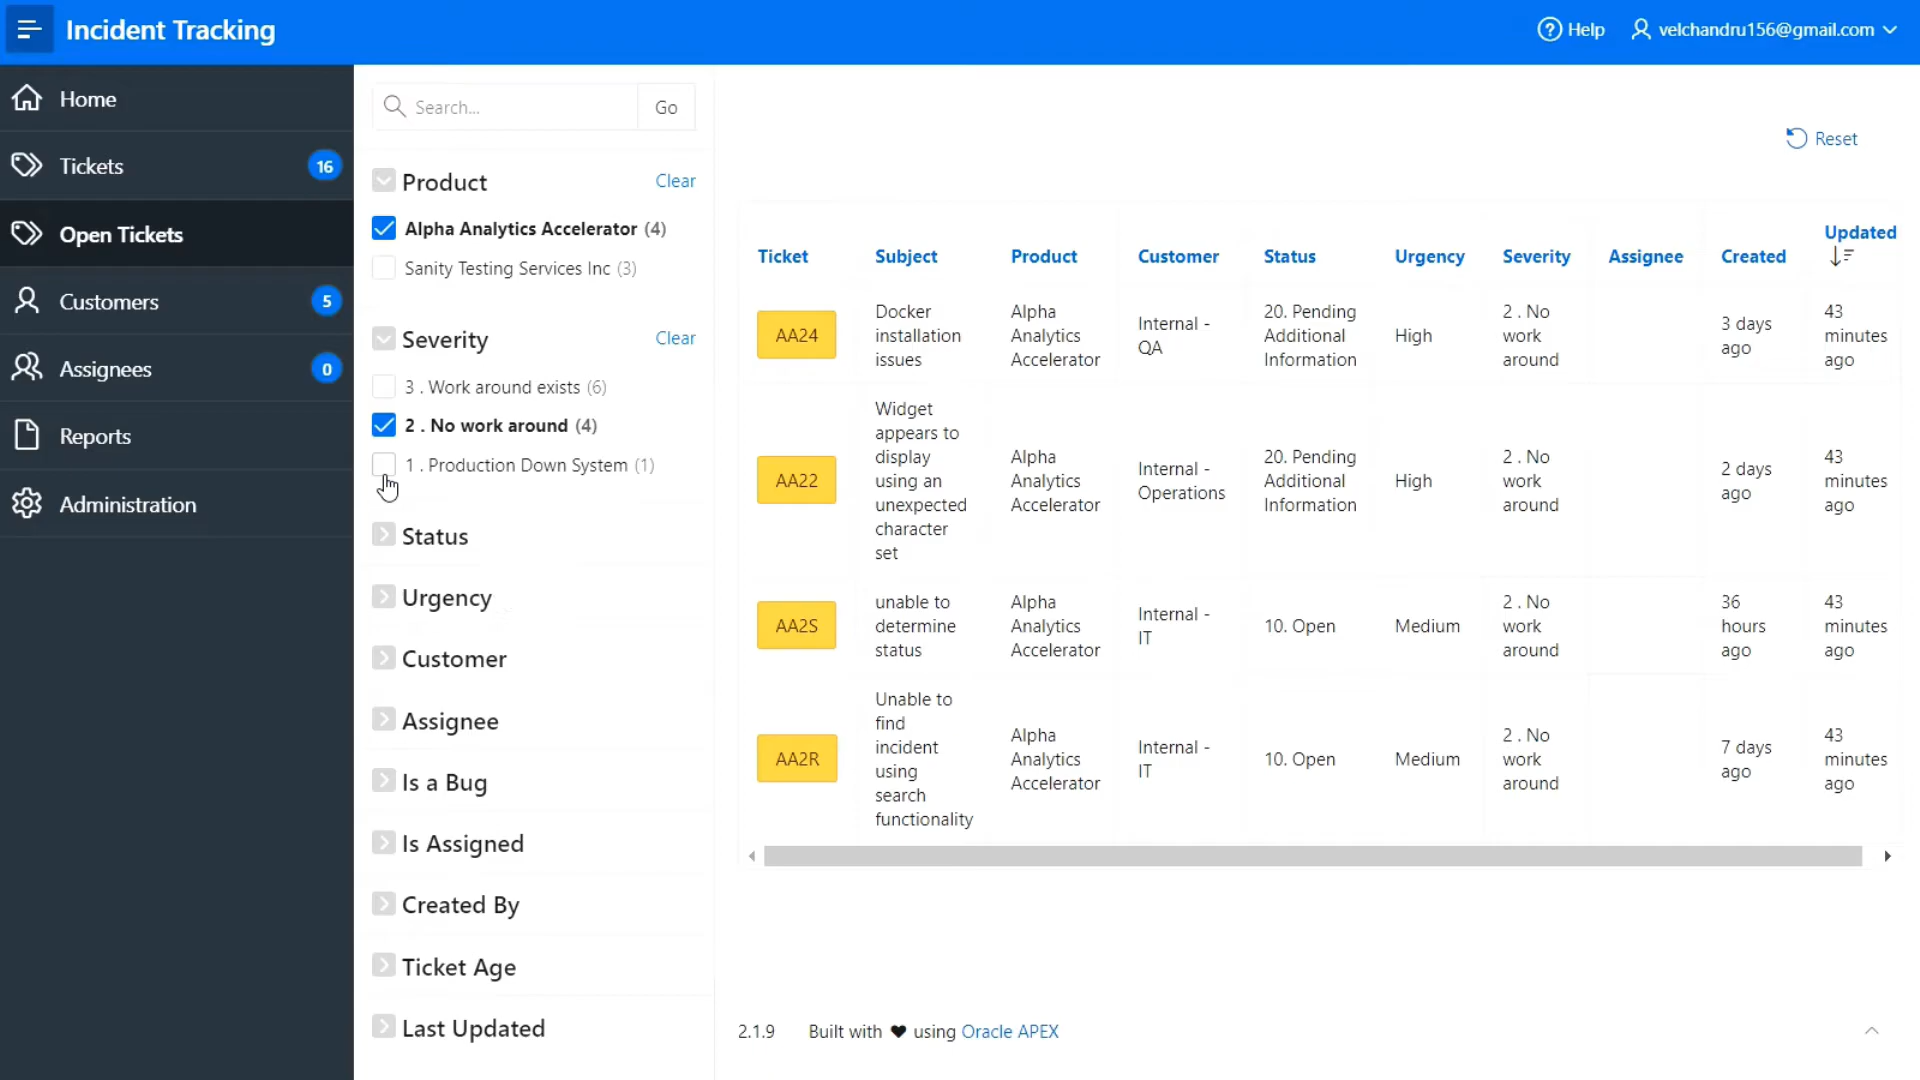 Incident Tracking
Help
velchandru156@gmail.com
Home
Tickets
16
Open Tickets
Customers
5
Assignees
0
Reports
Administration
Search...
Go
Product
Clear
Alpha Analytics Accelerator (4)
Sanity Testing Services Inc (3)
Severity
Clear
3 . Work around exists (6)
2 . No work around (4)
1 . Production Down System (1)
Status
Urgency
Customer
Assignee
Is a Bug
Is Assigned
Created By
Ticket Age
Last Updated
Reset
Ticket
Subject
Product
Customer
Status
Urgency
Severity
Assignee
Created
Updated
AA24
Docker
installation
issues
Alpha
Analytics
Accelerator
Internal -
QA
20. Pending
Additional
Information
High
2 . No
work
around
3 days
ago
43
minutes
ago
AA22
Widget
appears to
display
using an
unexpected
character
set
Alpha
Analytics
Accelerator
Internal -
Operations
20. Pending
Additional
Information
High
2 . No
work
around
2 days
ago
43
minutes
ago
AA2S
unable to
determine
status
Alpha
Analytics
Accelerator
Internal -
IT
10. Open
Medium
2 . No
work
around
36
hours
ago
43
minutes
ago
AA2R
Unable to
find
incident
using
search
functionality
Alpha
Analytics
Accelerator
Internal -
IT
10. Open
Medium
2 . No
work
around
7 days
ago
43
minutes
ago
2.1.9
Built with ♥ using Oracle APEX